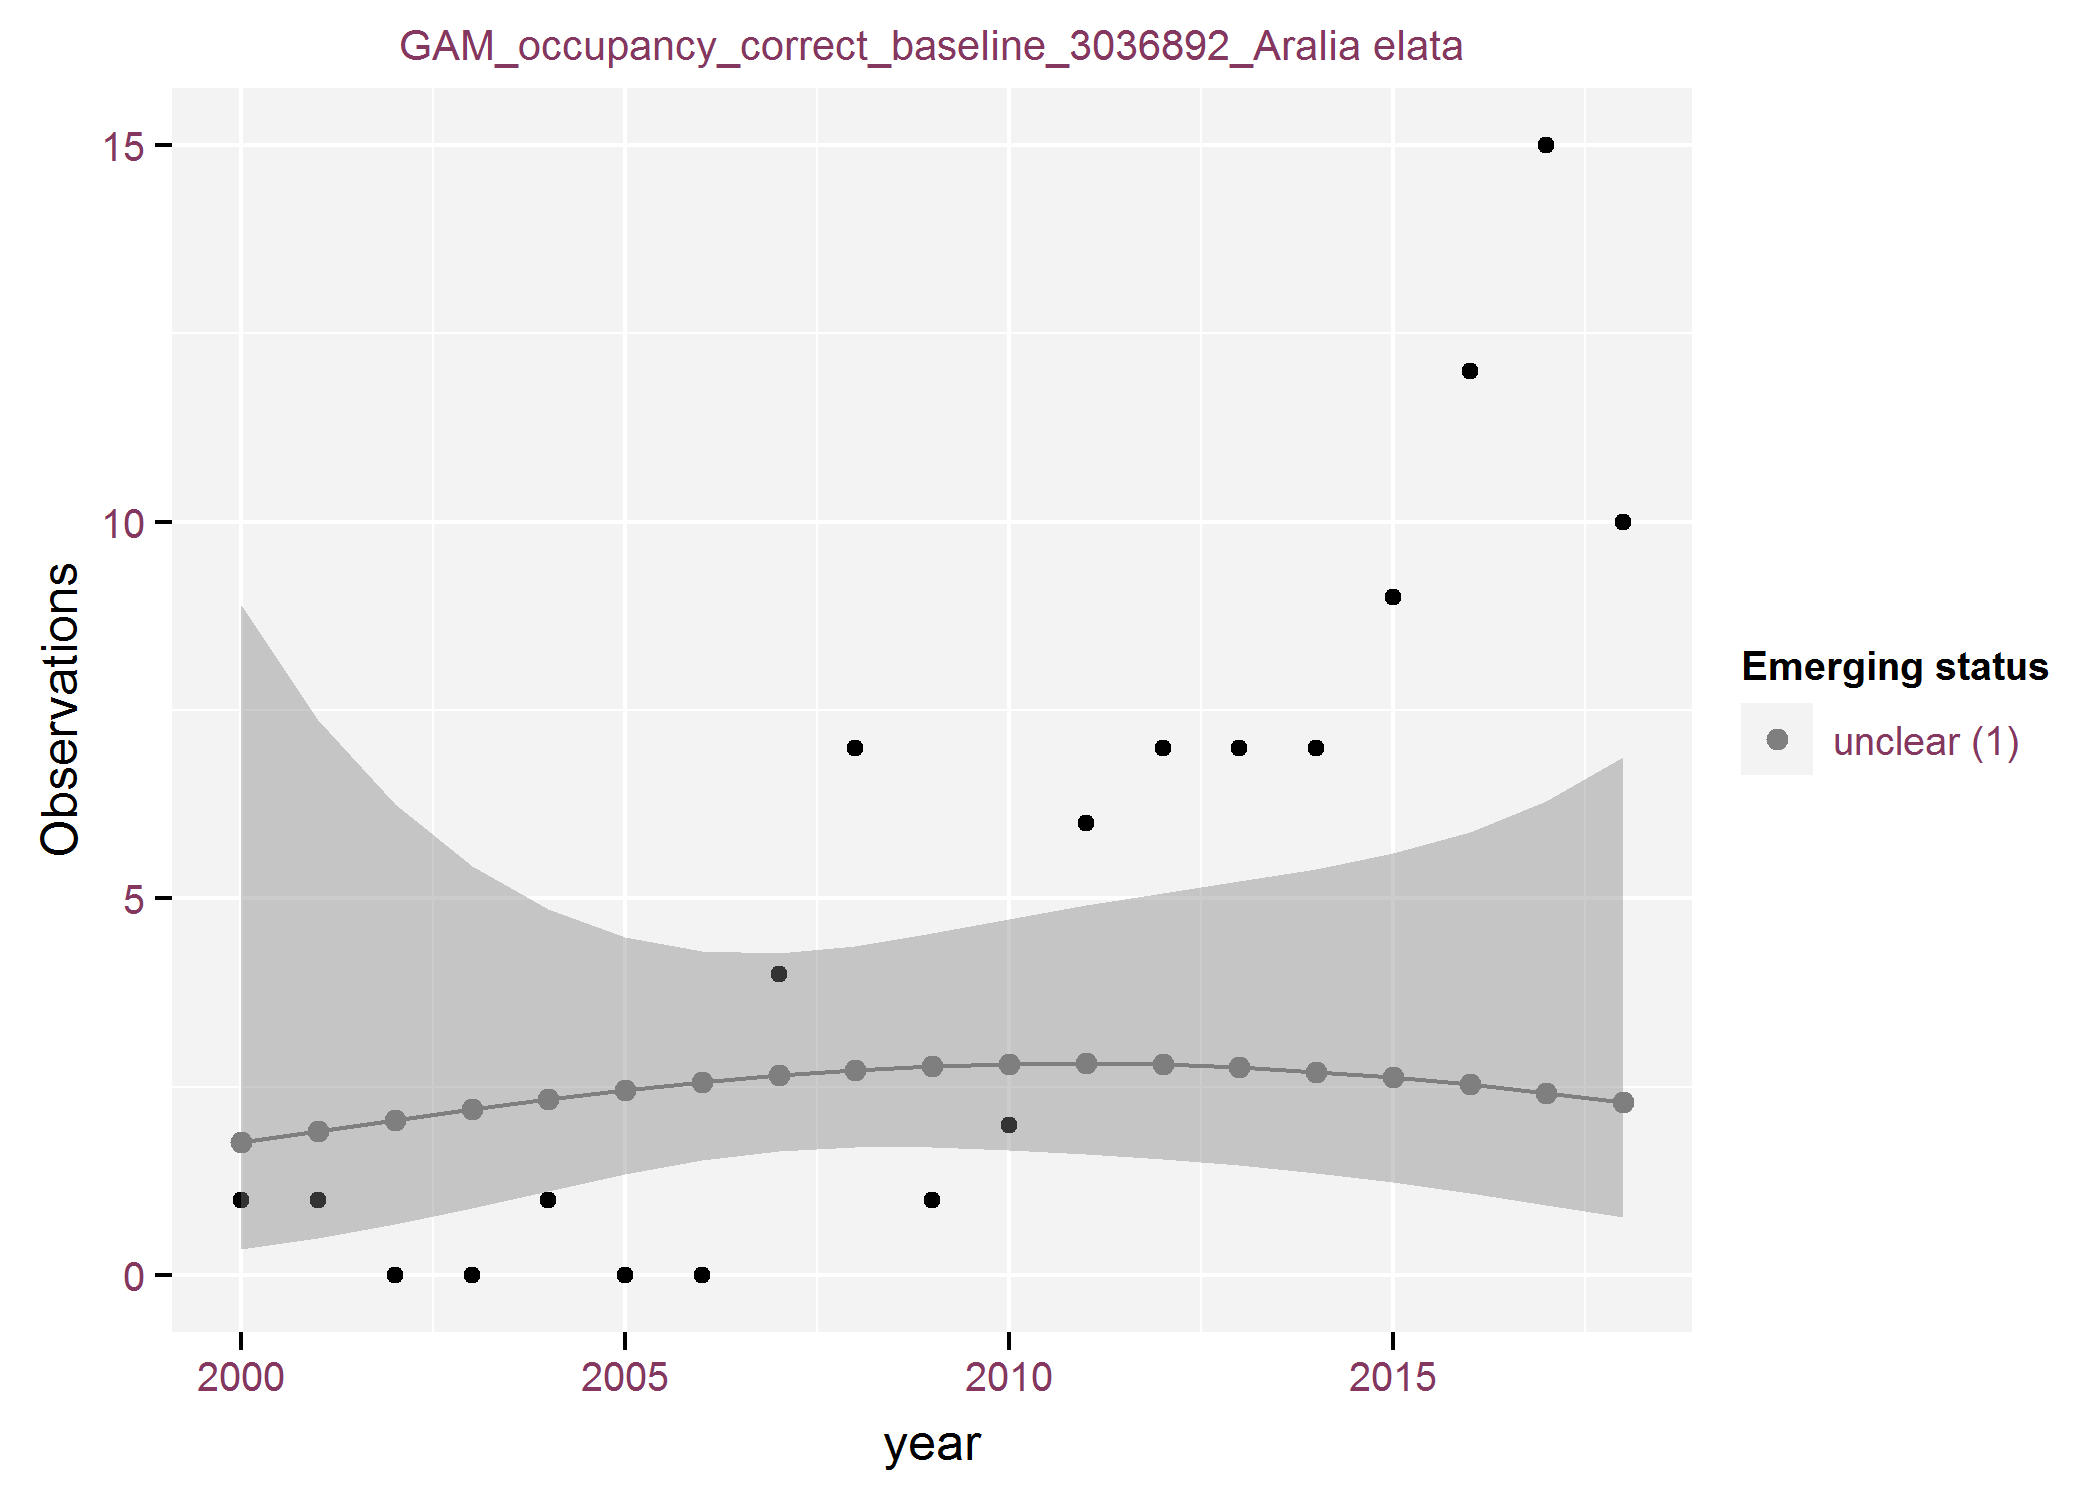 GAM_occupancy_correct_baseline_3036892_Aralia elata
15
10
5
0
Observations
2000 2005 2010 2015
year
Emerging status
unclear (1)